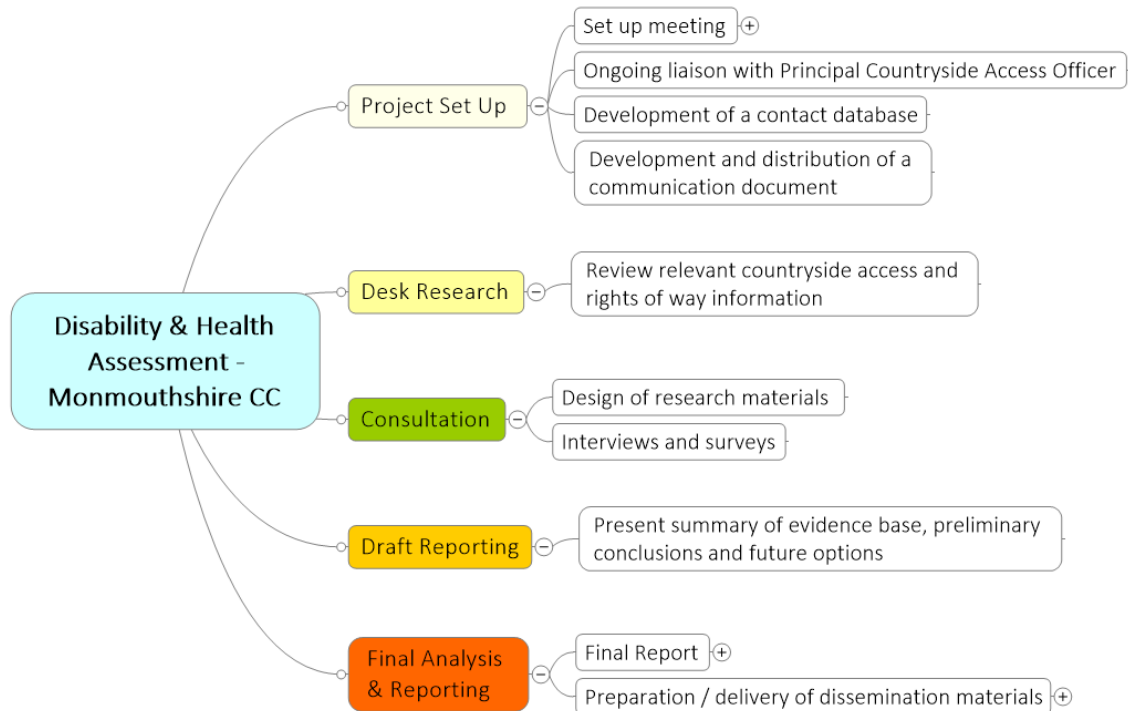 Set up meeting
Ongoing liaison with Principal Countryside Access Officer
Project Set Up
Development of a contact database
Development and distribution of a
communication document
Desk Research
Review relevant countryside access and
rights of way information
Disability & Health
Assessment -
Monmouthshire CC
Consultation
Design of research materials
Interviews and surveys
Draft Reporting
Present summary of evidence base, preliminary
conclusions and future options
Final Analysis
& Reporting
Final Report
Preparation / delivery of dissemination materials